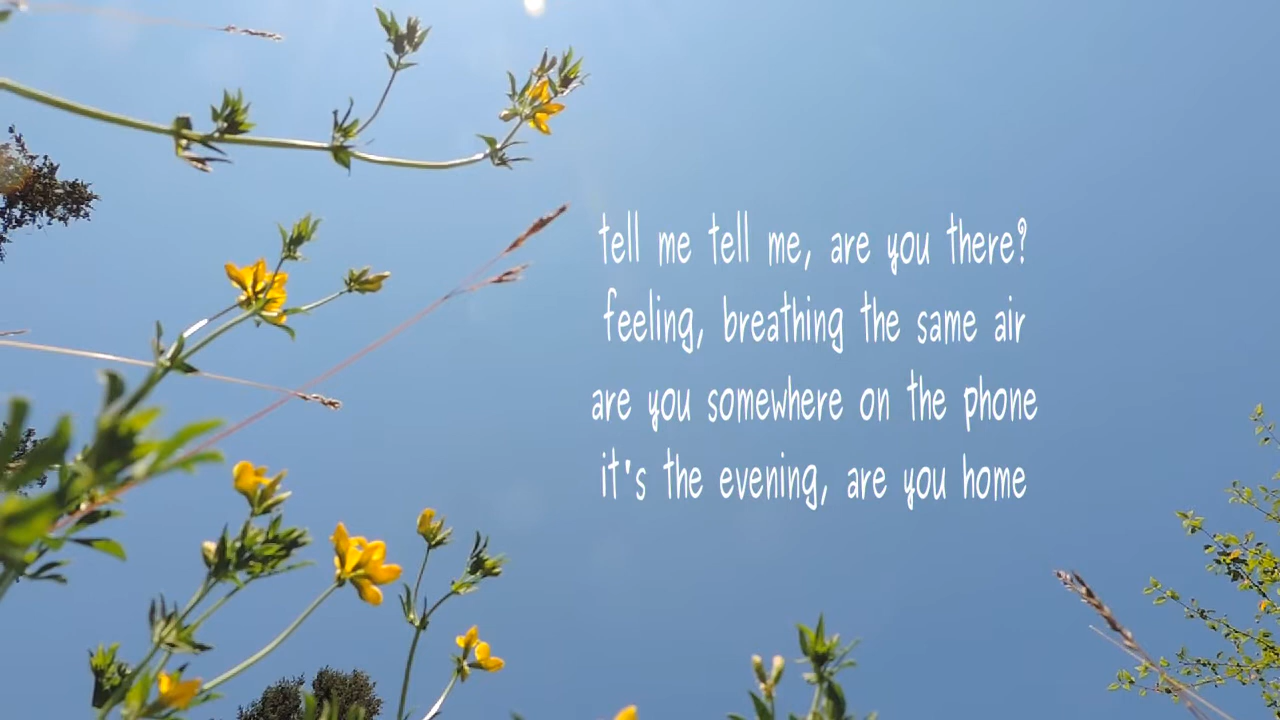 tell me tell me, are you there?
feeling, breathing the same air
are you somewhere on the phone
it's the evening, are you home